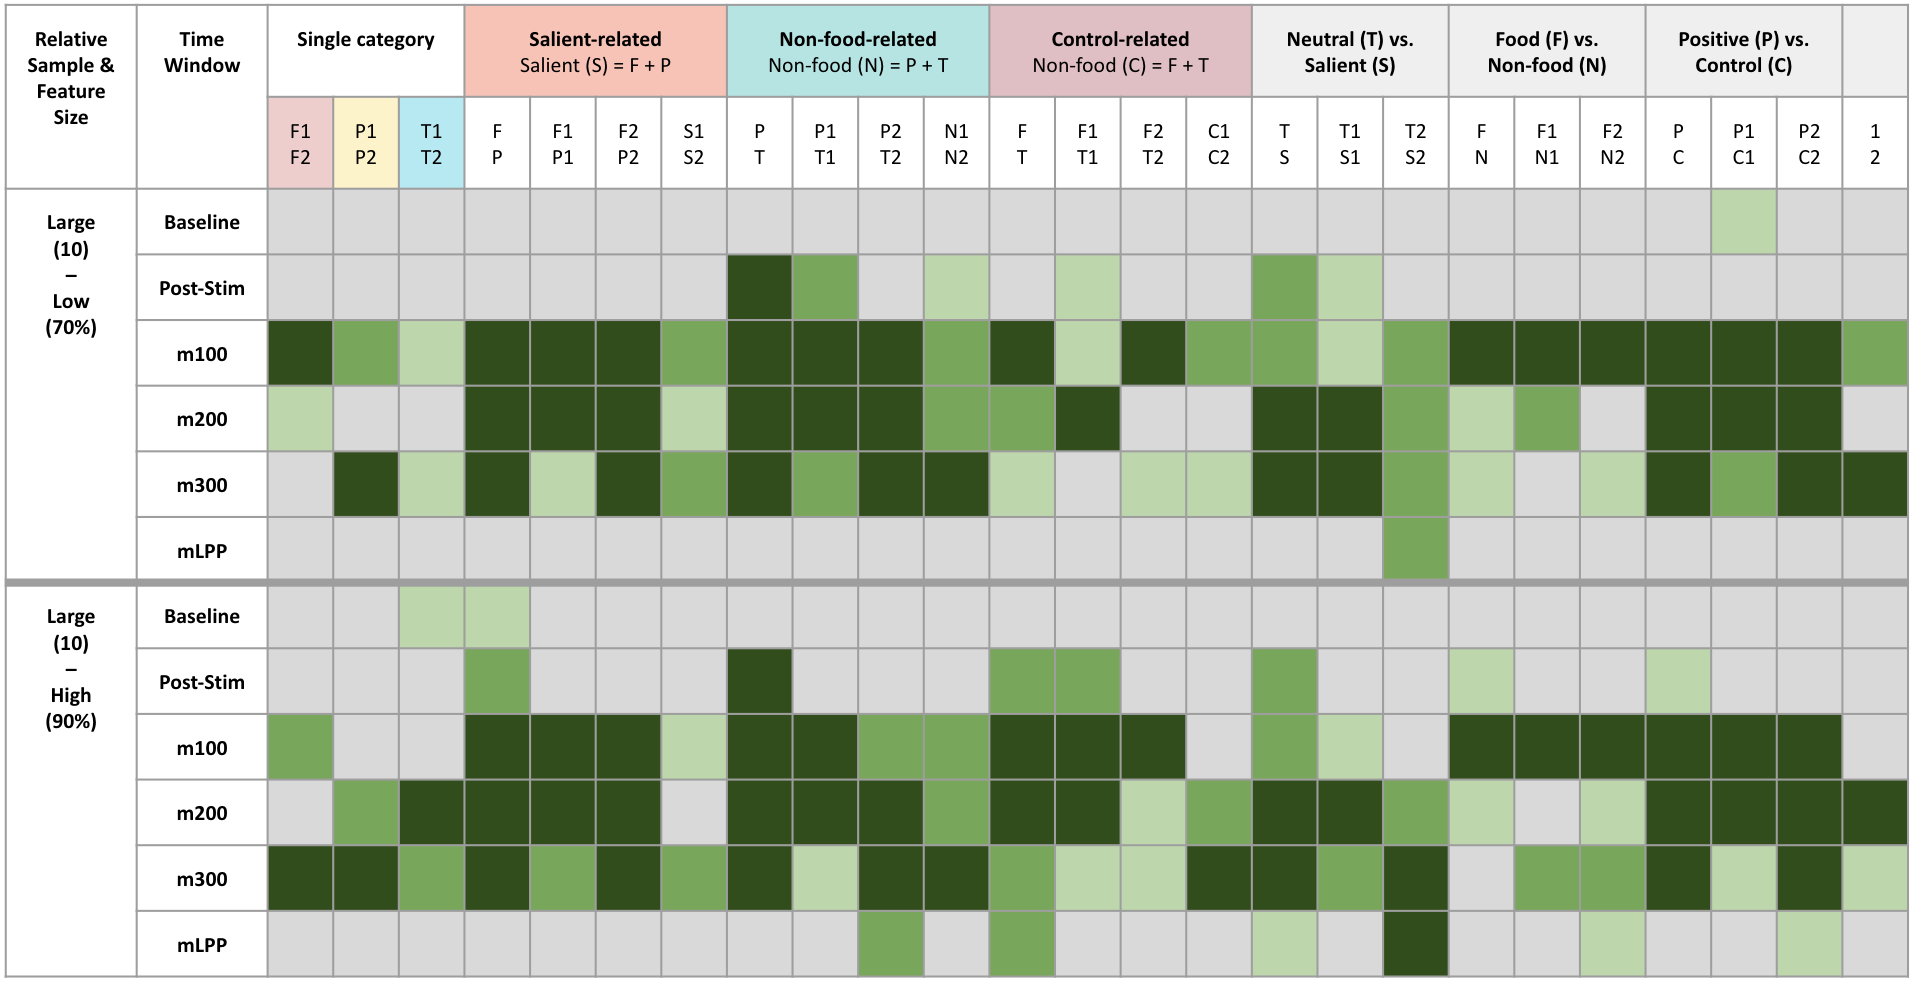 Relative
Sample &
Feature
Size
Time
Window
Single category
Salient-related
Salient (S) = F + P
Non-food-related
Non-food (N) = P + T
Control-related
Non-food (C) = F + T
Neutral (T) vs.
Salient (S)
Food (F) vs.
Non-food (N)
Positive (P) vs.
Control (C)
F1
F2
P1
P2
T1
T2
F
P
F1
P1
F2
P2
S1
S2
P
T
P1
T1
P2
T2
N1
N2
F
T
F1
T1
F2
T2
C1
C2
T
S
T1
S1
T2
S2
F
N
F1
N1
F2
N2
P
C
P1
C1
P2
C2
1
2
Large
(10)
–
Low
(70%)
Baseline
Post-Stim
m100
m200
m300
mLPP
Large
(10)
–
High
(90%)
Baseline
Post-Stim
m100
m200
m300
mLPP